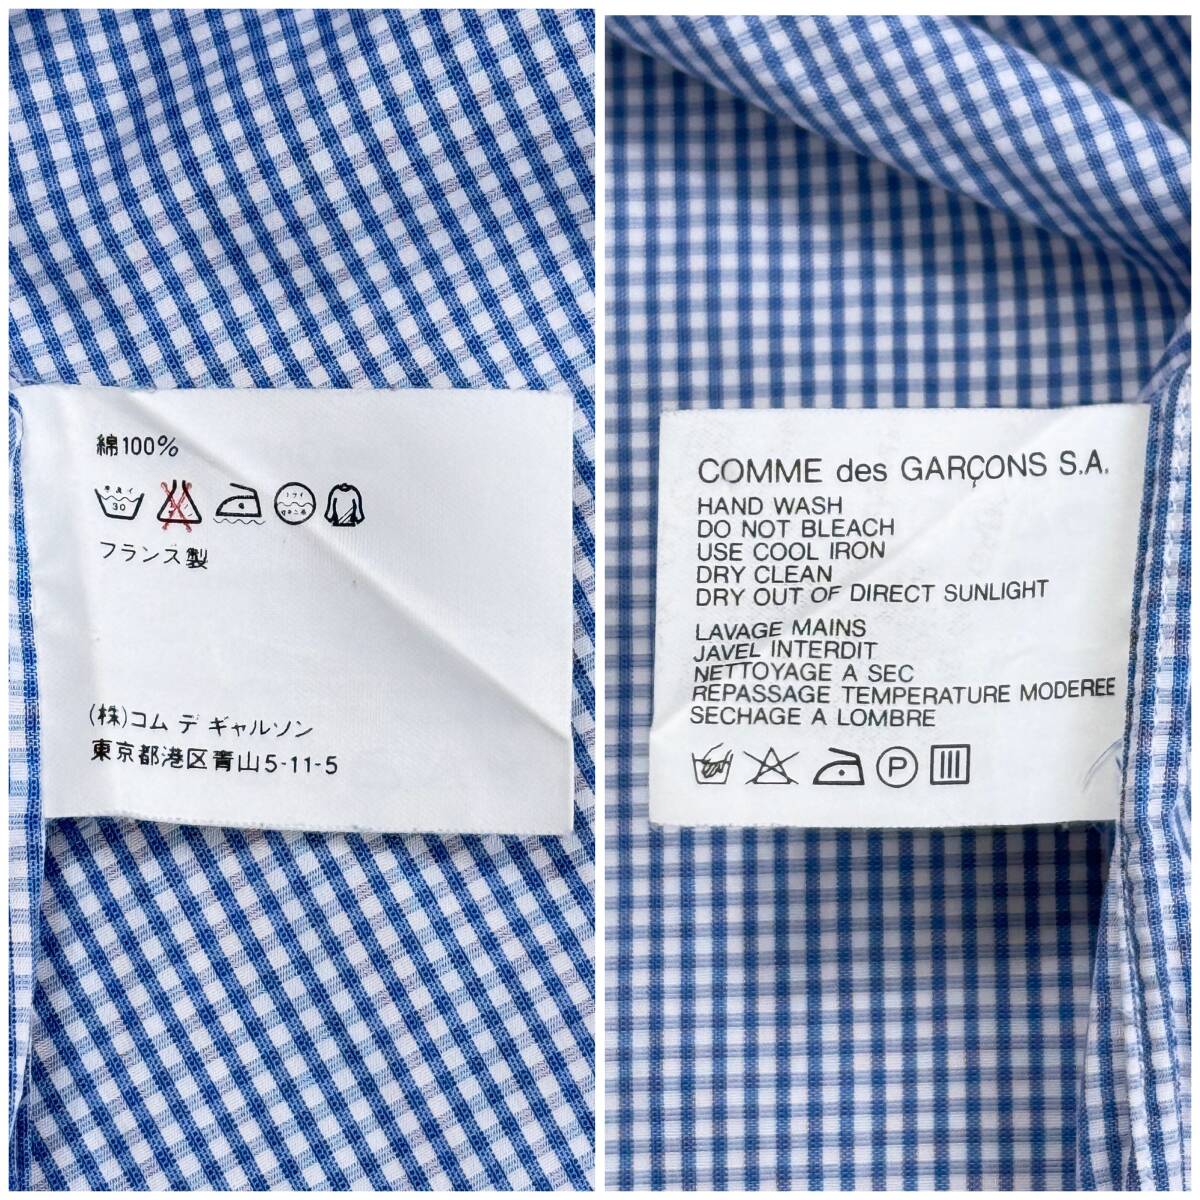 綿100%
30
フランス製
(株)コム デ ギャルソン
東京都港区青山5-11-5
COMME des GARÇONS S.A.
HAND WASH
DO NOT BLEACH
USE COOL IRON
DRY CLEAN
DRY OUT OF DIRECT SUNLIGHT
LAVAGE MAINS
JAVEL INTERDIT
NETTOYAGE A SEC
REPASSAGE TEMPERATURE MODEREE
SECHAGE A LOMBRE
P